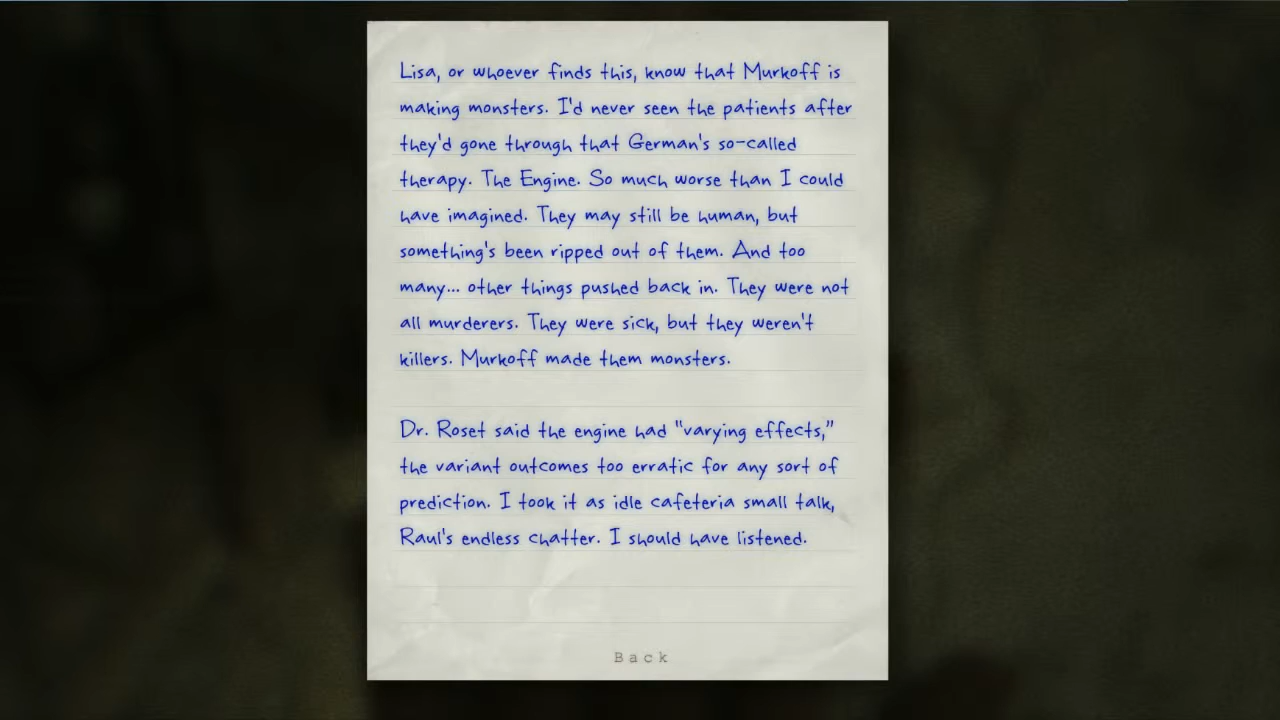 Lisa, or whoever finds this, know that Murkoff is
making monsters. I'd never seen the patients after
they'd gone through that German's so-called
therapy. The Engine. So much worse than I could
have imagined. They may still be human, but
something's been ripped out of them. And too
many... other things pushed back in. They were not
all murderers. They were sick, but they weren't
killers. Murkoff made them monsters.
Dr. Roset said the engine had "varying effects,"
the variant outcomes too erratic for any sort of
prediction. I took it as idle cafeteria small talk,
Raul's endless chatter. I should have listened.
Back